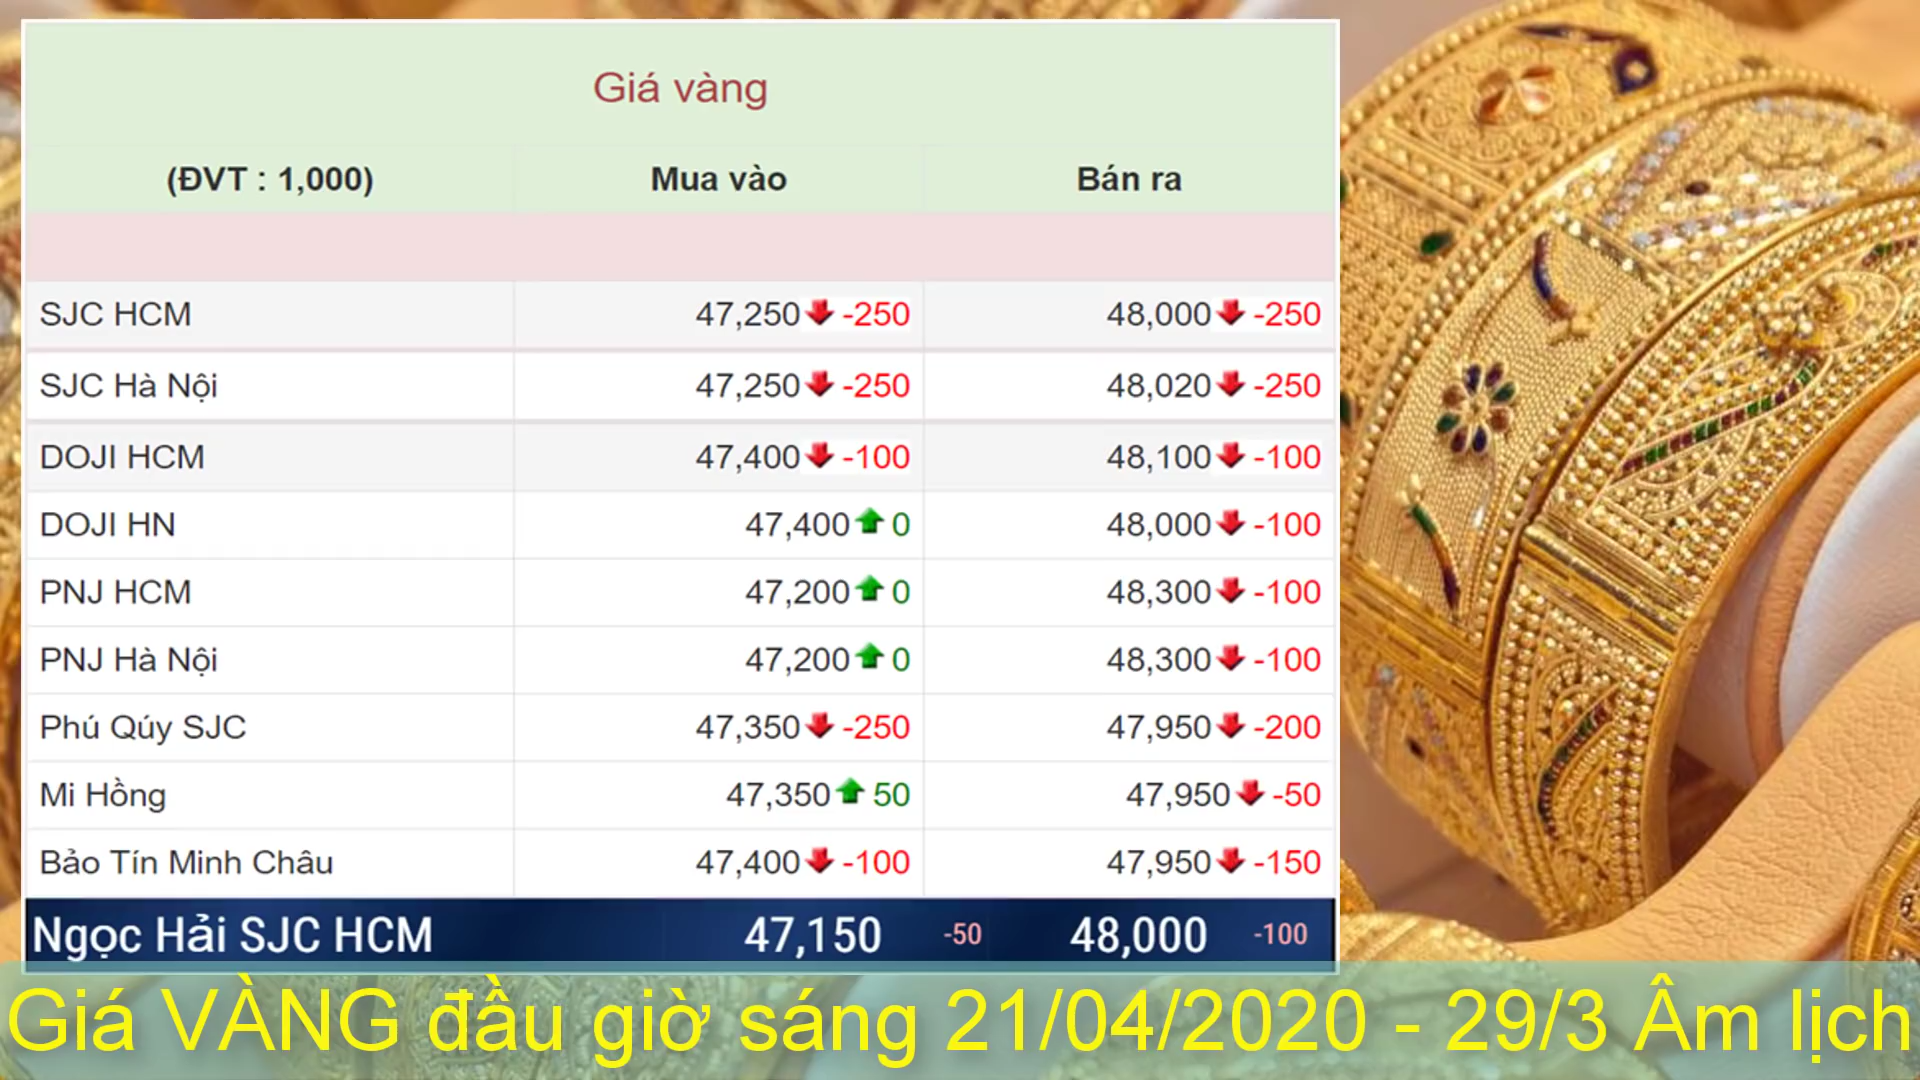 Giá vàng
(ĐVT : 1,000) Mua vào Bán ra
SJC HCM 47,250 -250 48,000 -250
SJC Hà Nội 47,250 -250 48,020 -250
DOJI HCM 47,400 -100 48,100 -100
DOJI HN 47,400 0 48,000 -100
PNJ HCM 47,200 0 48,300 -100
PNJ Hà Nội 47,200 0 48,300 -100
Phú Qúy SJC 47,350 -250 47,950 -200
Mi Hồng 47,350 50 47,950 -50
Bảo Tín Minh Châu 47,400 -100 47,950 -150
Ngọc Hải SJC HCM 47,150 -50 48,000 -100
Giá VÀNG đầu giờ sáng 21/04/2020 - 29/3 Âm lịch